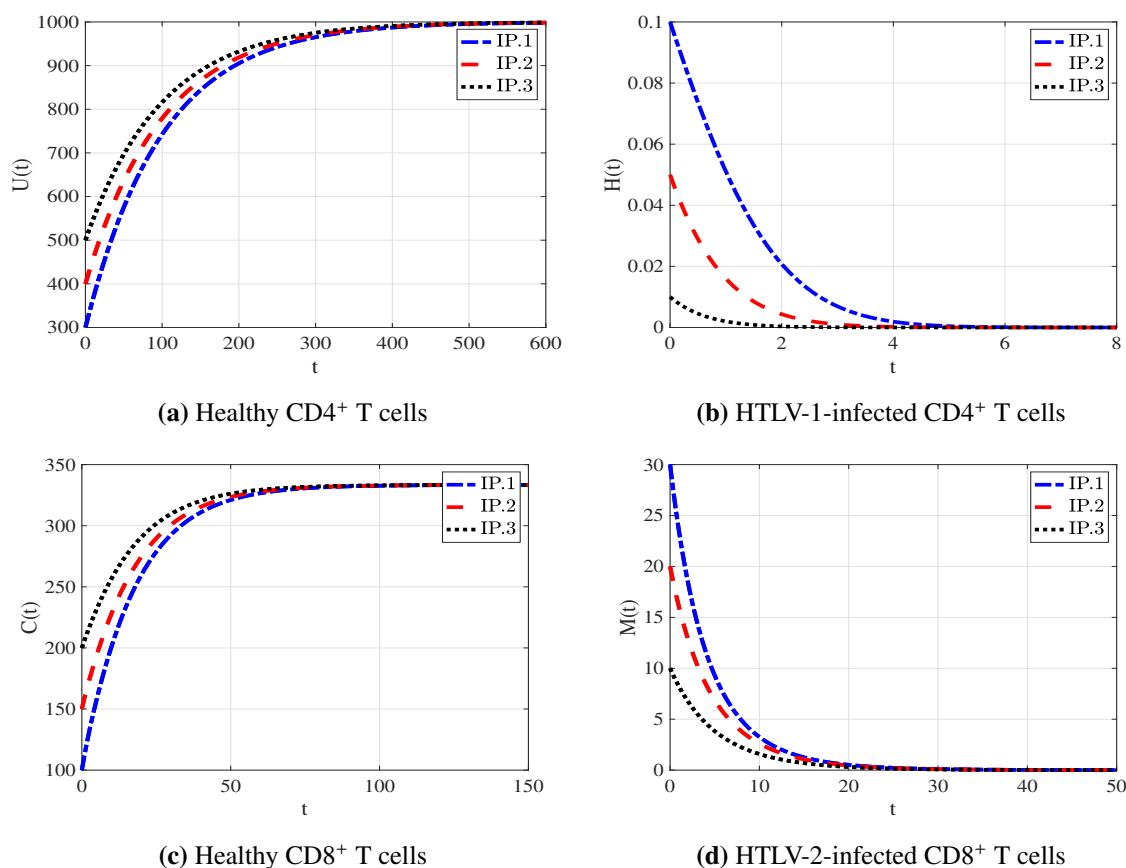 1000
900
800
700
600
500
400
300
U(t)
0 100 200 300 400 500 600
t
IP.1
IP.2
IP.3
(a) Healthy CD4⁺ T cells
0.1
0.08
0.06
0.04
0.02
0
H(t)
0 2 4 6 8
t
IP.1
IP.2
IP.3
(b) HTLV-1-infected CD4⁺ T cells
350
300
250
200
150
100
C(t)
0 50 100 150
t
IP.1
IP.2
IP.3
(c) Healthy CD8⁺ T cells
30
25
20
15
10
5
0
M(t)
0 10 20 30 40 50
t
IP.1
IP.2
IP.3
(d) HTLV-2-infected CD8⁺ T cells